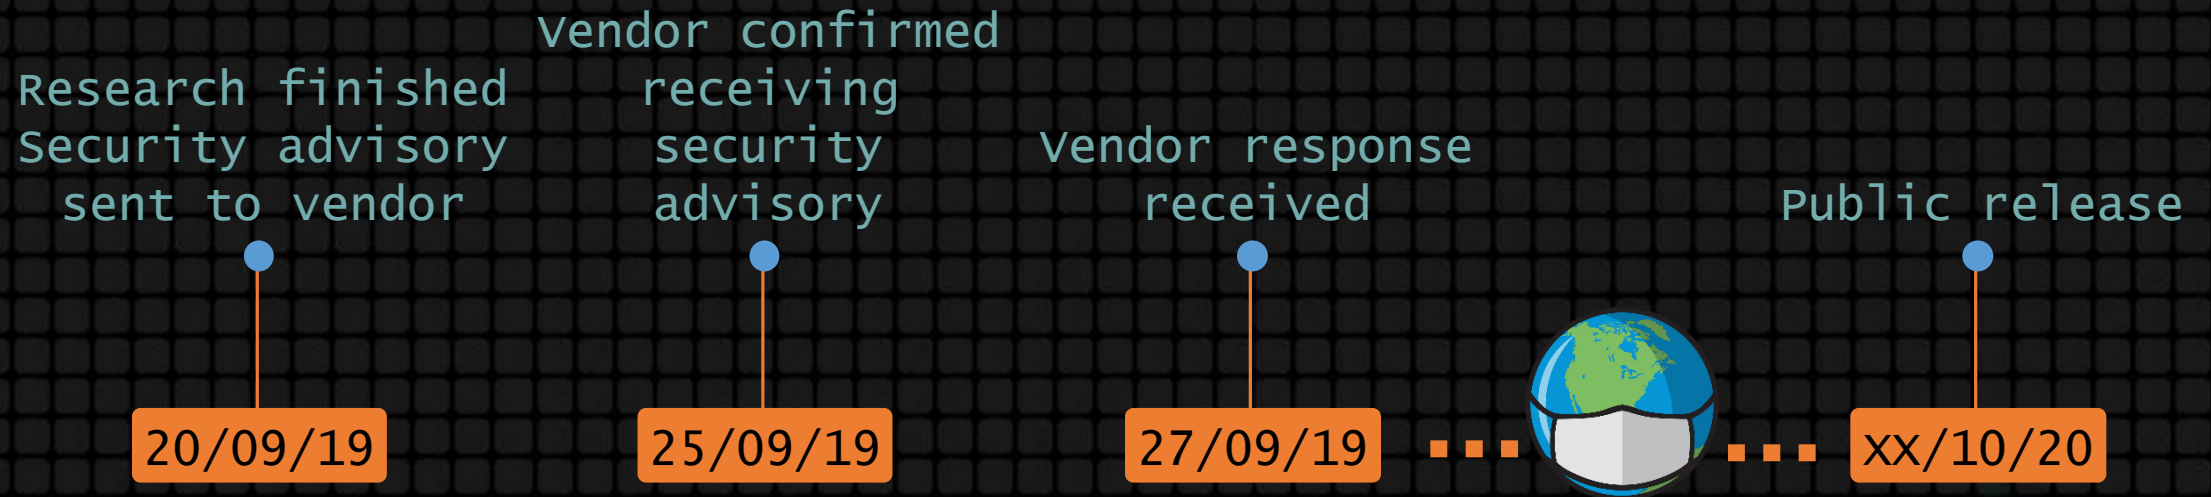 Research finished
Security advisory
sent to vendor
Vendor confirmed
receiving
security
advisory
Vendor response
received
Public release
20/09/19
25/09/19
27/09/19
xx/10/20